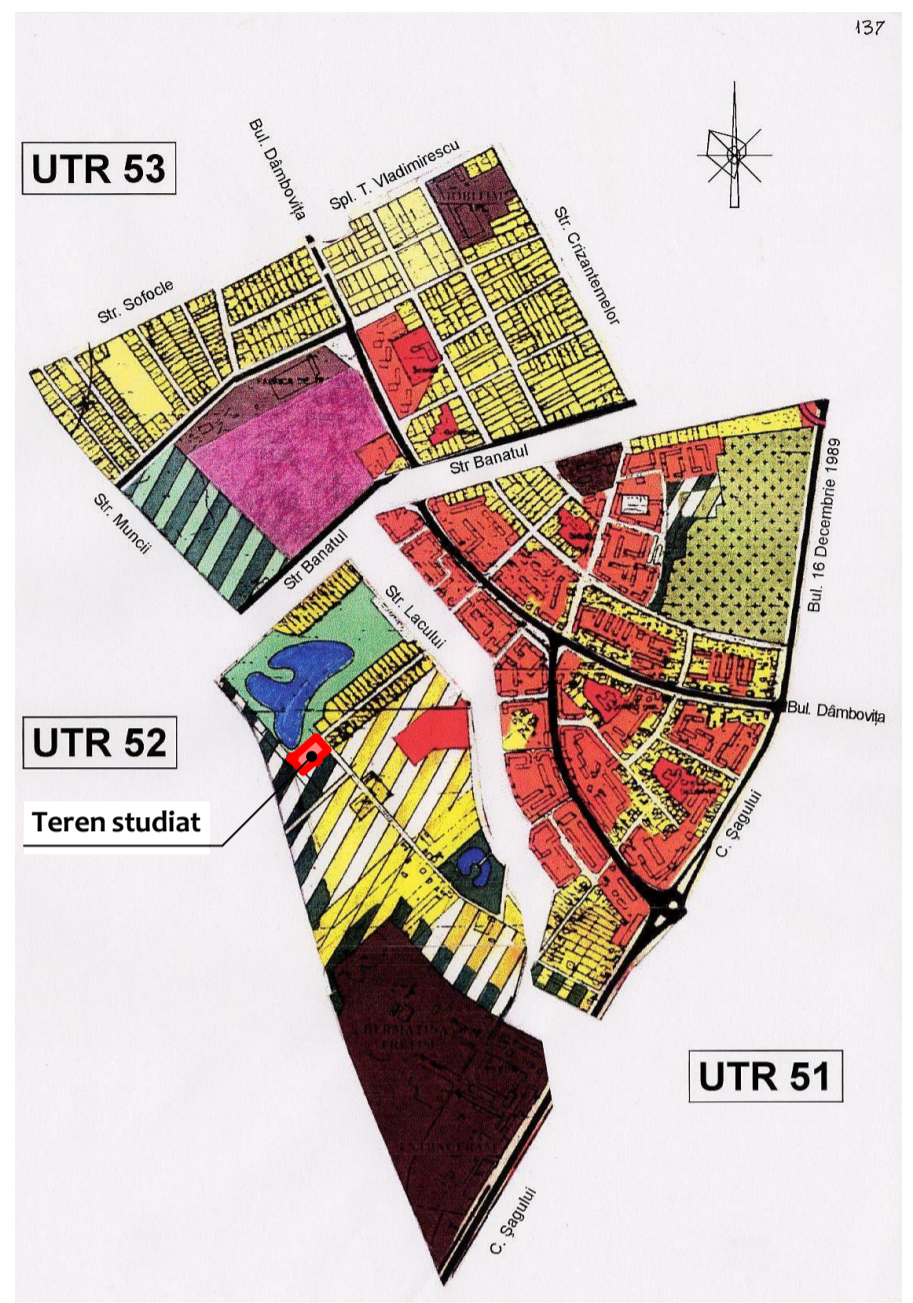 137
UTR 53
Bul. Dâmbovița
Spl. T. Vladimirescu
Str. Crizantemelor
Str. Sofocle
Str. Muncii
Str Banatul
Str Banatul
Bul. 16 Decembrie 1989
Str. Lacului
Bul. Dâmbovița
UTR 52
Teren studiat
C. Șagului
UTR 51
C. Șagului